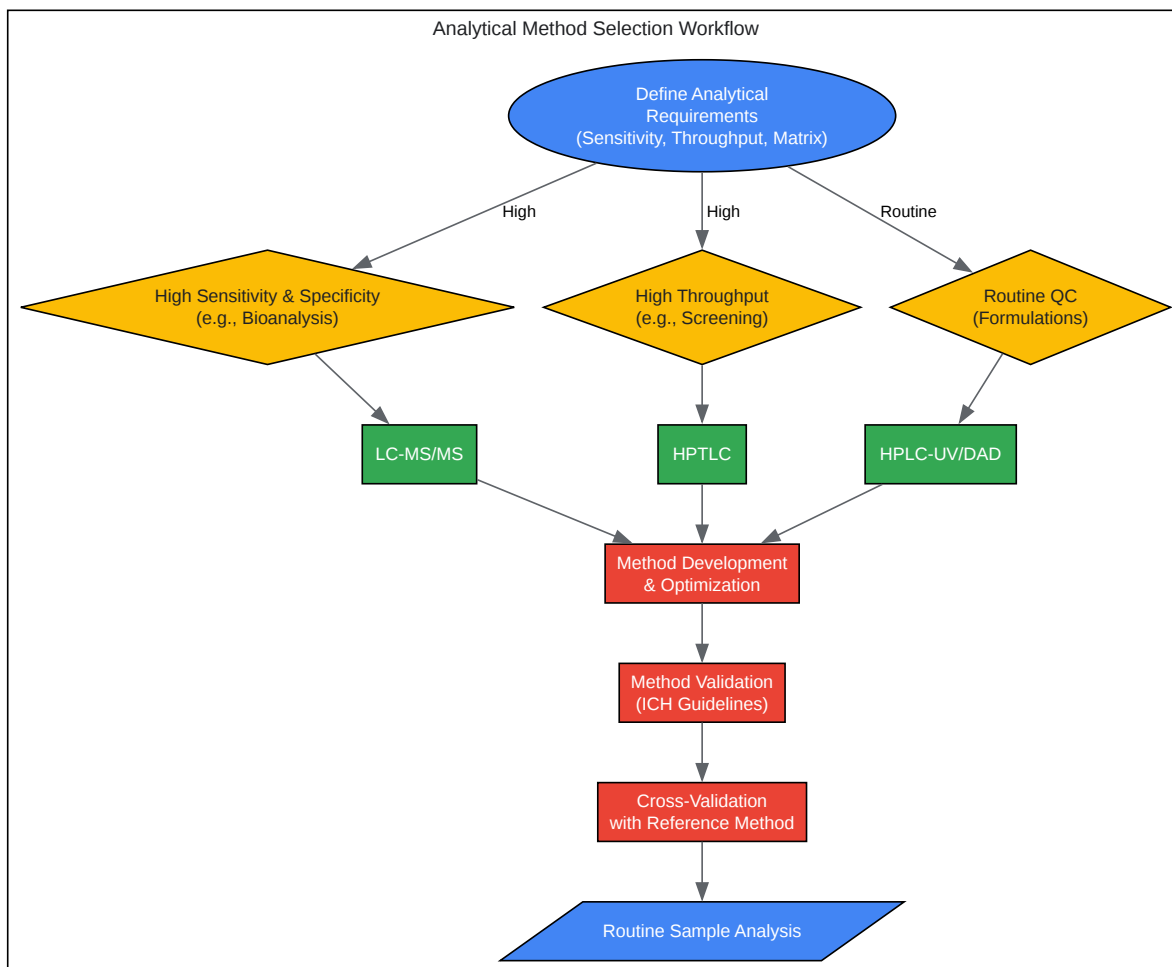 Analytical Method Selection Workflow
Define Analytical
Requirements
(Sensitivity, Throughput, Matrix)
High
High
Routine
High Sensitivity & Specificity
(e.g., Bioanalysis)
High Throughput
(e.g., Screening)
Routine QC
(Formulations)
LC-MS/MS
HPTLC
HPLC-UV/DAD
Method Development
& Optimization
Method Validation
(ICH Guidelines)
Cross-Validation
with Reference Method
Routine Sample Analysis